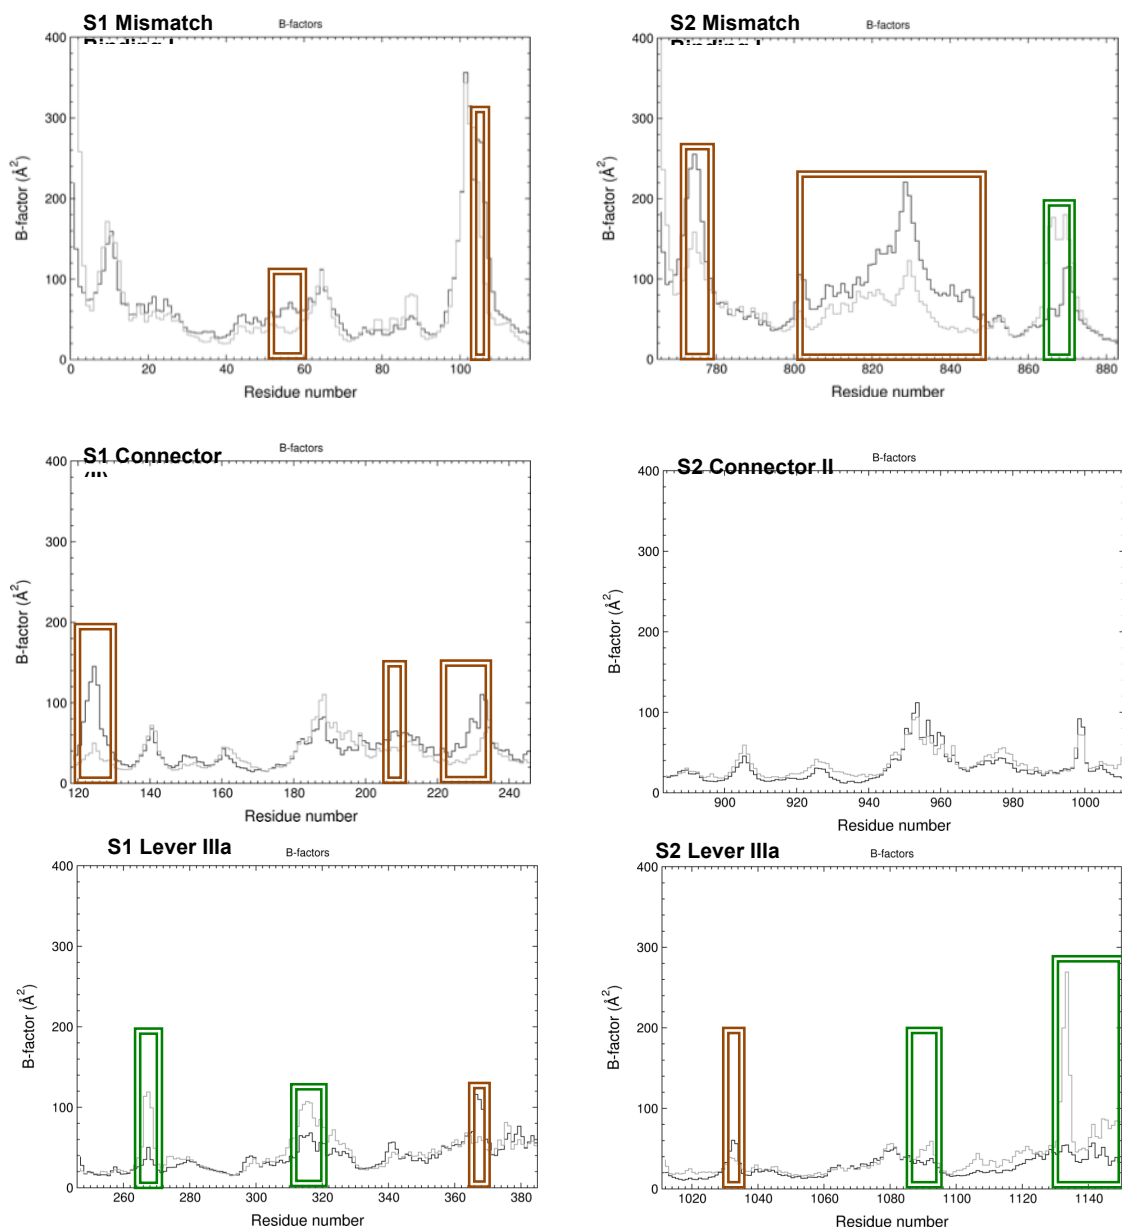 S1 Mismatch
B-factors
400
300
200
100
0
B-factor (Å²)
0 20 40 60 80 100
Residue number
S2 Mismatch
B-factors
400
300
200
100
0
B-factor (Å²)
780 800 820 840 860 880
Residue number
S1 Connector
B-factors
400
300
200
100
0
B-factor (Å²)
120 140 160 180 200 220 240
Residue number
S2 Connector II
B-factors
400
300
200
100
0
B-factor (Å²)
900 920 940 960 980 1000
Residue number
S1 Lever IIIa
B-factors
400
300
200
100
0
B-factor (Å²)
260 280 300 320 340 360 380
Residue number
S2 Lever IIIa
B-factors
400
300
200
100
0
B-factor (Å²)
1020 1040 1060 1080 1100 1120 1140
Residue number